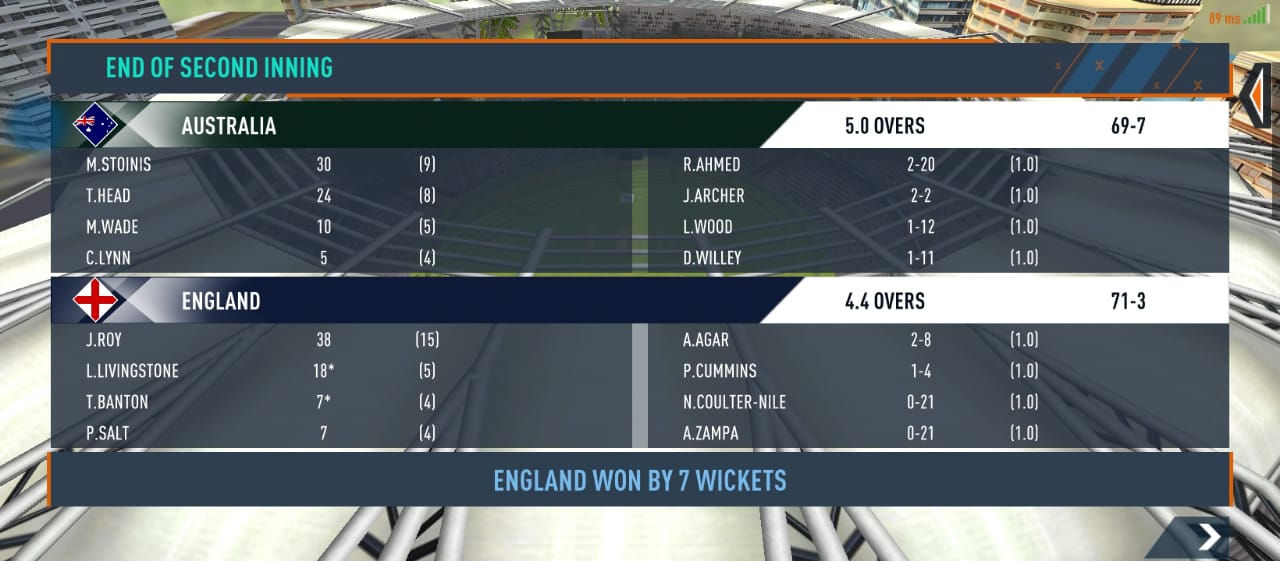 89 ms
END OF SECOND INNING
AUSTRALIA 5.0 OVERS 69-7
M.STOINIS 30 (9) R.AHMED 2-20 (1.0)
T.HEAD 24 (8) J.ARCHER 2-2 (1.0)
M.WADE 10 (5) L.WOOD 1-12 (1.0)
C.LYNN 5 (4) D.WILLEY 1-11 (1.0)
ENGLAND 4.4 OVERS 71-3
J.ROY 38 (15) A.AGAR 2-8 (1.0)
L.LIVINGSTONE 18* (5) P.CUMMINS 1-4 (1.0)
T.BANTON 7* (4) N.COULTER-NILE 0-21 (1.0)
P.SALT 7 (4) A.ZAMPA 0-21 (1.0)
ENGLAND WON BY 7 WICKETS